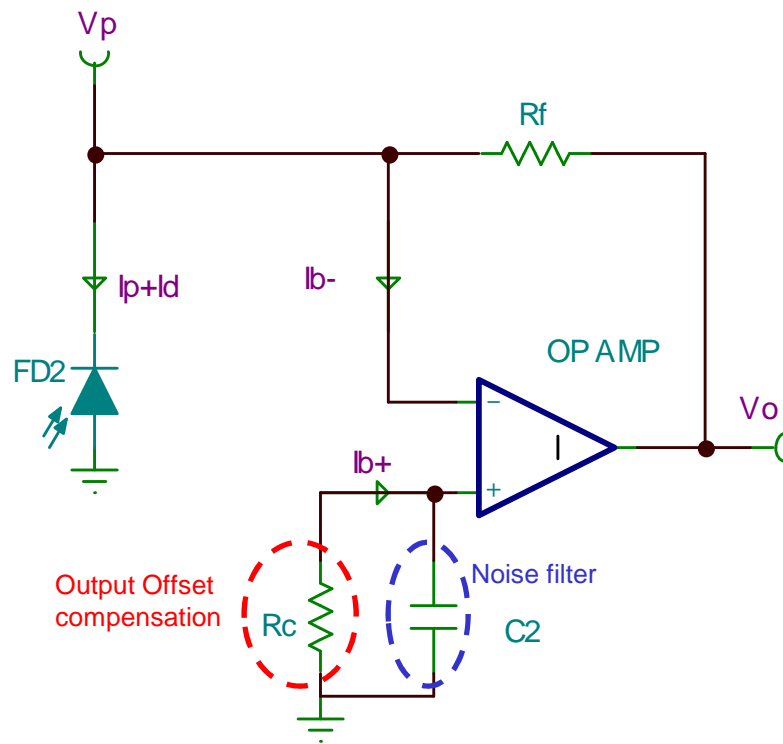 Vp
Rf
Ip+Id
Ib-
OP AMP
FD2
−
Vo
Ib+
+
Output Offset
compensation
Noise filter
Rc
C2